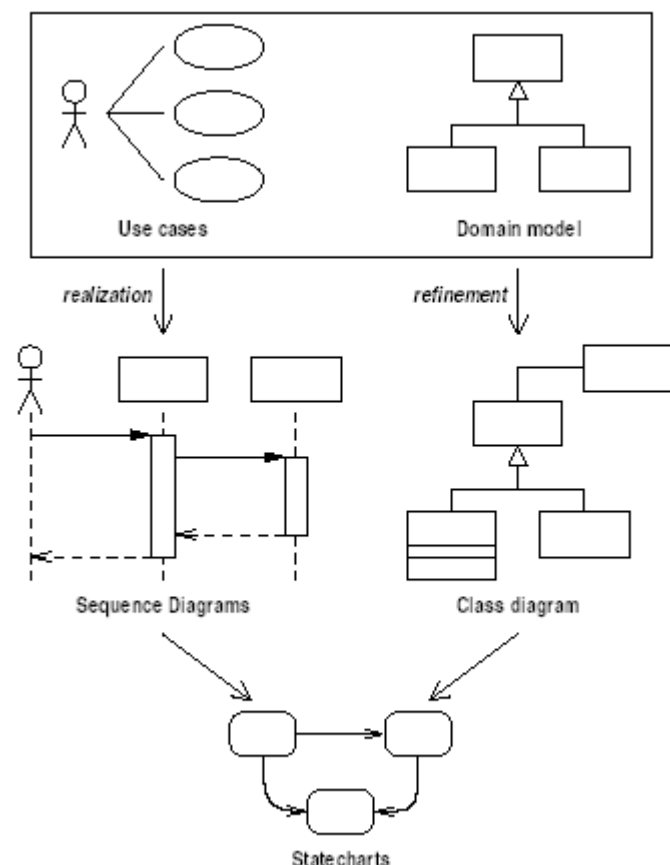 Use cases
Domain model
realization
refinement
Sequence Diagrams
Class diagram
Statecharts